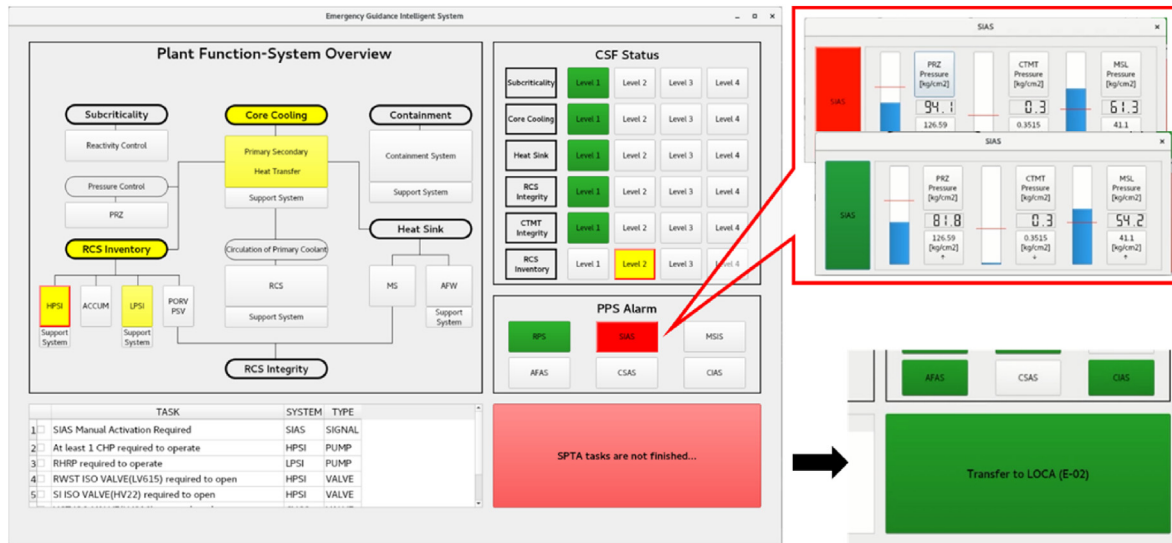 Emergency Guidance Intelligent System
Plant Function-System Overview
Subcriticality
Reactivity Control
Pressure Control
PRZ
RCS Inventory
HPSI
ACCUM
LPSI
PORV
PSV
Support
System
Support
System
Core Cooling
Primary Secondary
Heat Transfer
Support System
Circulation of Primary Coolant
RCS
Support System
RCS Integrity
Containment
Containment System
Support System
Heat Sink
MS
AFW
Support
System
CSF Status
Subcriticality
Level 1
Level 2
Level 3
Level 4
Core Cooling
Level 1
Level 2
Level 3
Level 4
Heat Sink
Level 1
Level 2
Level 3
Level 4
RCS
Integrity
Level 1
Level 2
Level 3
Level 4
CTMT
Integrity
Level 1
Level 2
Level 3
Level 4
RCS
Inventory
Level 1
Level 2
Level 3
Level 4
PPS Alarm
RPS
SIAS
MSIS
AFAS
CSAS
CIAS
TASK SYSTEM TYPE
1 SIAS Manual Activation Required SIAS SIGNAL
2 At least 1 CHP required to operate HPSI PUMP
3 RHRP required to operate LPSI PUMP
4 RWST ISO VALVE(LV615) required to open HPSI VALVE
5 SI ISO VALVE(HV22) required to open HPSI VALVE
SPTA tasks are not finished...
SIAS
SIAS
PRZ
Pressure
[kg/cm2]
94.1
126.59
CTMT
Pressure
[kg/cm2]
0.3
0.3515
MSL
Pressure
[kg/cm2]
61.3
41.1
SIAS
SIAS
PRZ
Pressure
[kg/cm2]
81.8
126.59
[kg/cm2]
↑
CTMT
Pressure
[kg/cm2]
0.3
0.3515
[kg/cm2]
↓
MSL
Pressure
[kg/cm2]
54.2
41.1
[kg/cm2]
↑
AFAS
CSAS
CIAS
Transfer to LOCA (E-02)